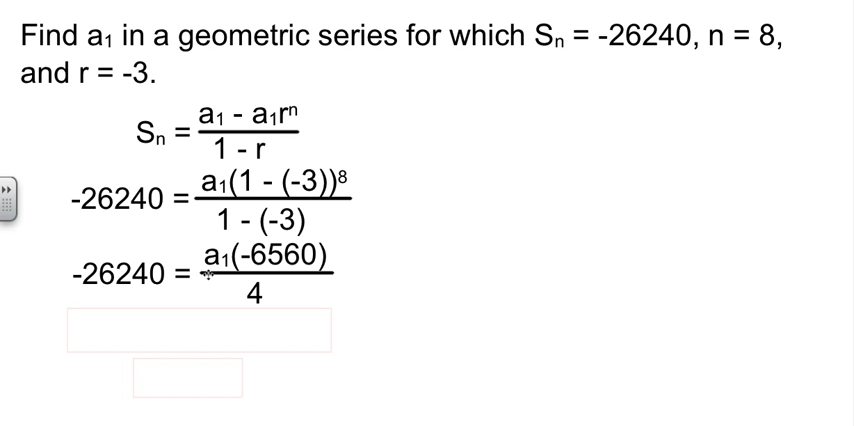 Find a₁ in a geometric series for which Sₙ = -26240, n = 8,
and r = -3.
Sₙ = a₁ - a₁rⁿ
1 - r
-26240 = a₁(1 - (-3))⁸
1 - (-3)
-26240 = a₁(-6560)
4